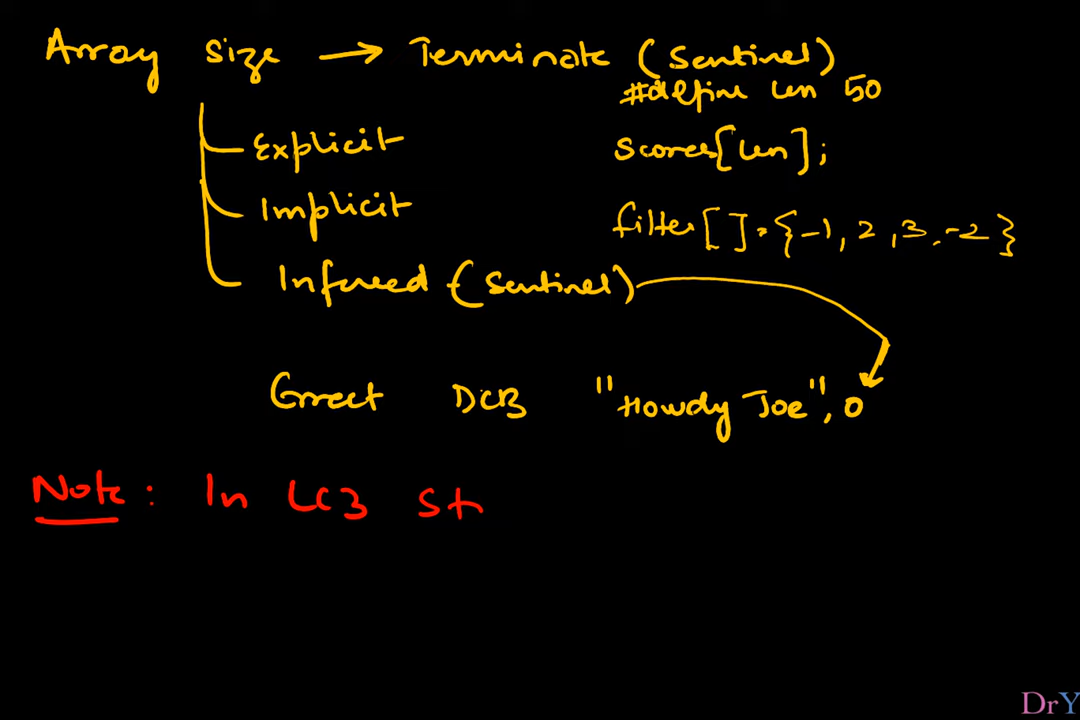 Array Size → Terminate (Sentinel)
#define len 50
Explicit scores[len];
Implicit filter[] = {-1, 2, 3, -2}
Infered (Sentinel)
Greet DCB "Howdy Joe", 0
Note: In LC3 St
DrY